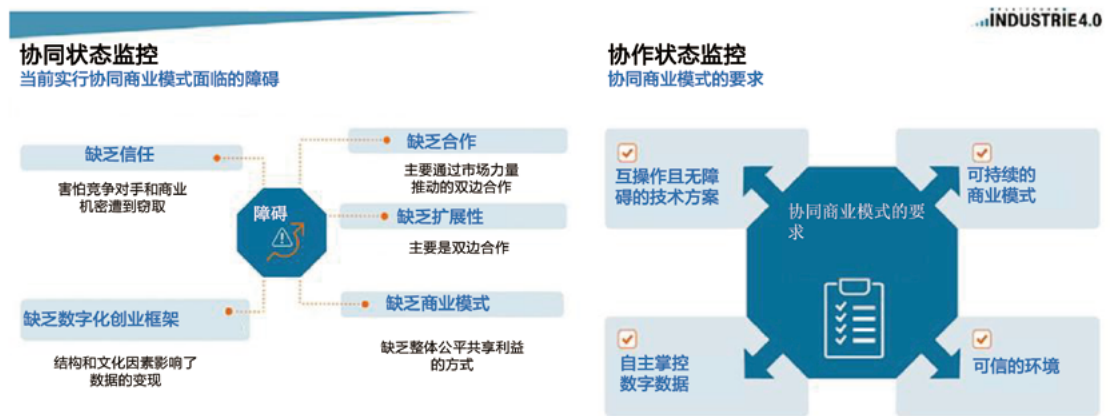 INDUSTRIE4.0
协同状态监控
当前实行协同商业模式面临的障碍
缺乏信任
害怕竞争对手和商业
机密遭到窃取
缺乏合作
主要通过市场力量
推动的双边合作
障碍
缺乏扩展性
主要是双边合作
缺乏数字化创业框架
结构和文化因素影响了
数据的变现
缺乏商业模式
缺乏整体公平共享利益
的方式
协作状态监控
协同商业模式的要求
互操作且无障
碍的技术方案
可持续的
商业模式
协同商业模式的要
求
自主掌控
数字数据
可信的环境